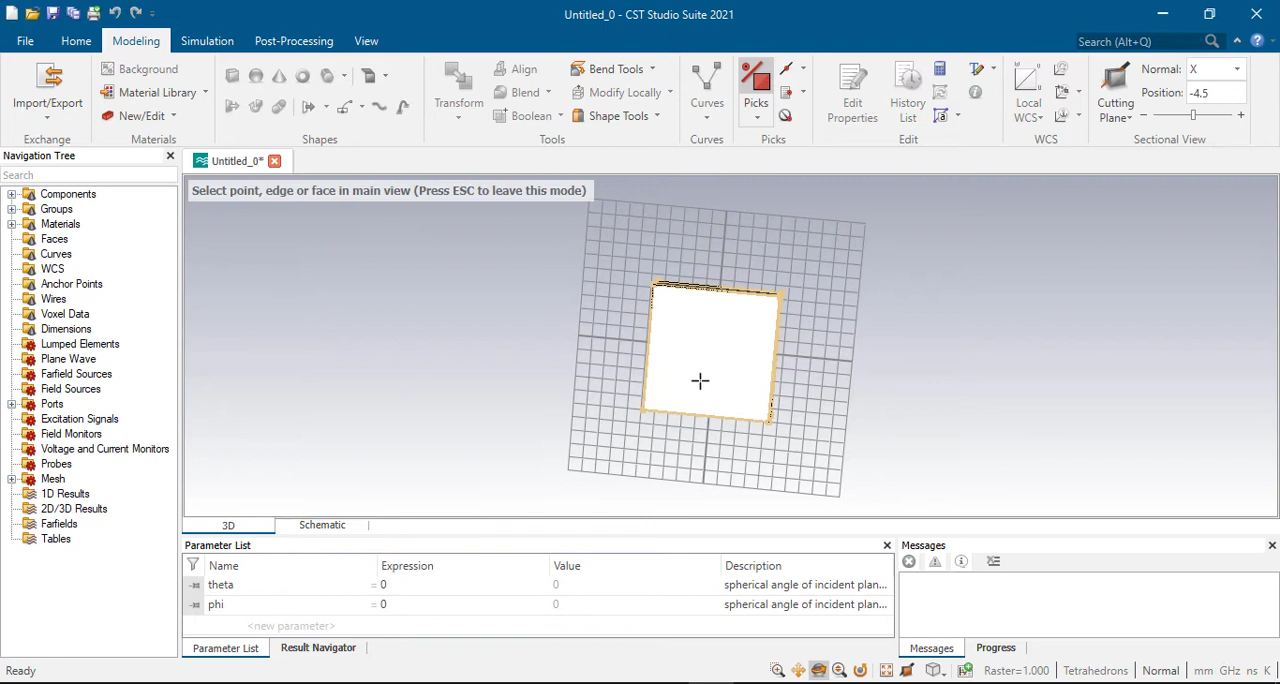 Untitled_0 - CST Studio Suite 2021
File Home Modeling Simulation Post-Processing View Search (Alt+Q)
Background Align Bend Tools Normal: X
Import/Export Material Library Transform Blend Modify Locally Curves Picks Edit Properties History List Local WCS Cutting Plane Position: -4.5
New/Edit Boolean Shape Tools
Exchange Materials Shapes Tools Curves Picks Edit WCS Sectional View
Navigation Tree
Untitled_0*
Search
Select point, edge or face in main view (Press ESC to leave this mode)
Components
Groups
Materials
Faces
Curves
WCS
Anchor Points
Wires
Voxel Data
Dimensions
Lumped Elements
Plane Wave
Farfield Sources
Field Sources
Ports
Excitation Signals
Field Monitors
Voltage and Current Monitors
Probes
Mesh
1D Results
2D/3D Results
Farfields
Tables
3D Schematic
Parameter List
Name Expression Value Description
theta = 0 0 spherical angle of incident plan...
phi = 0 0 spherical angle of incident plan...
<new parameter>
Parameter List Result Navigator
Messages
Messages Progress
Ready
Raster=1.000 Tetrahedrons Normal mm GHz ns K